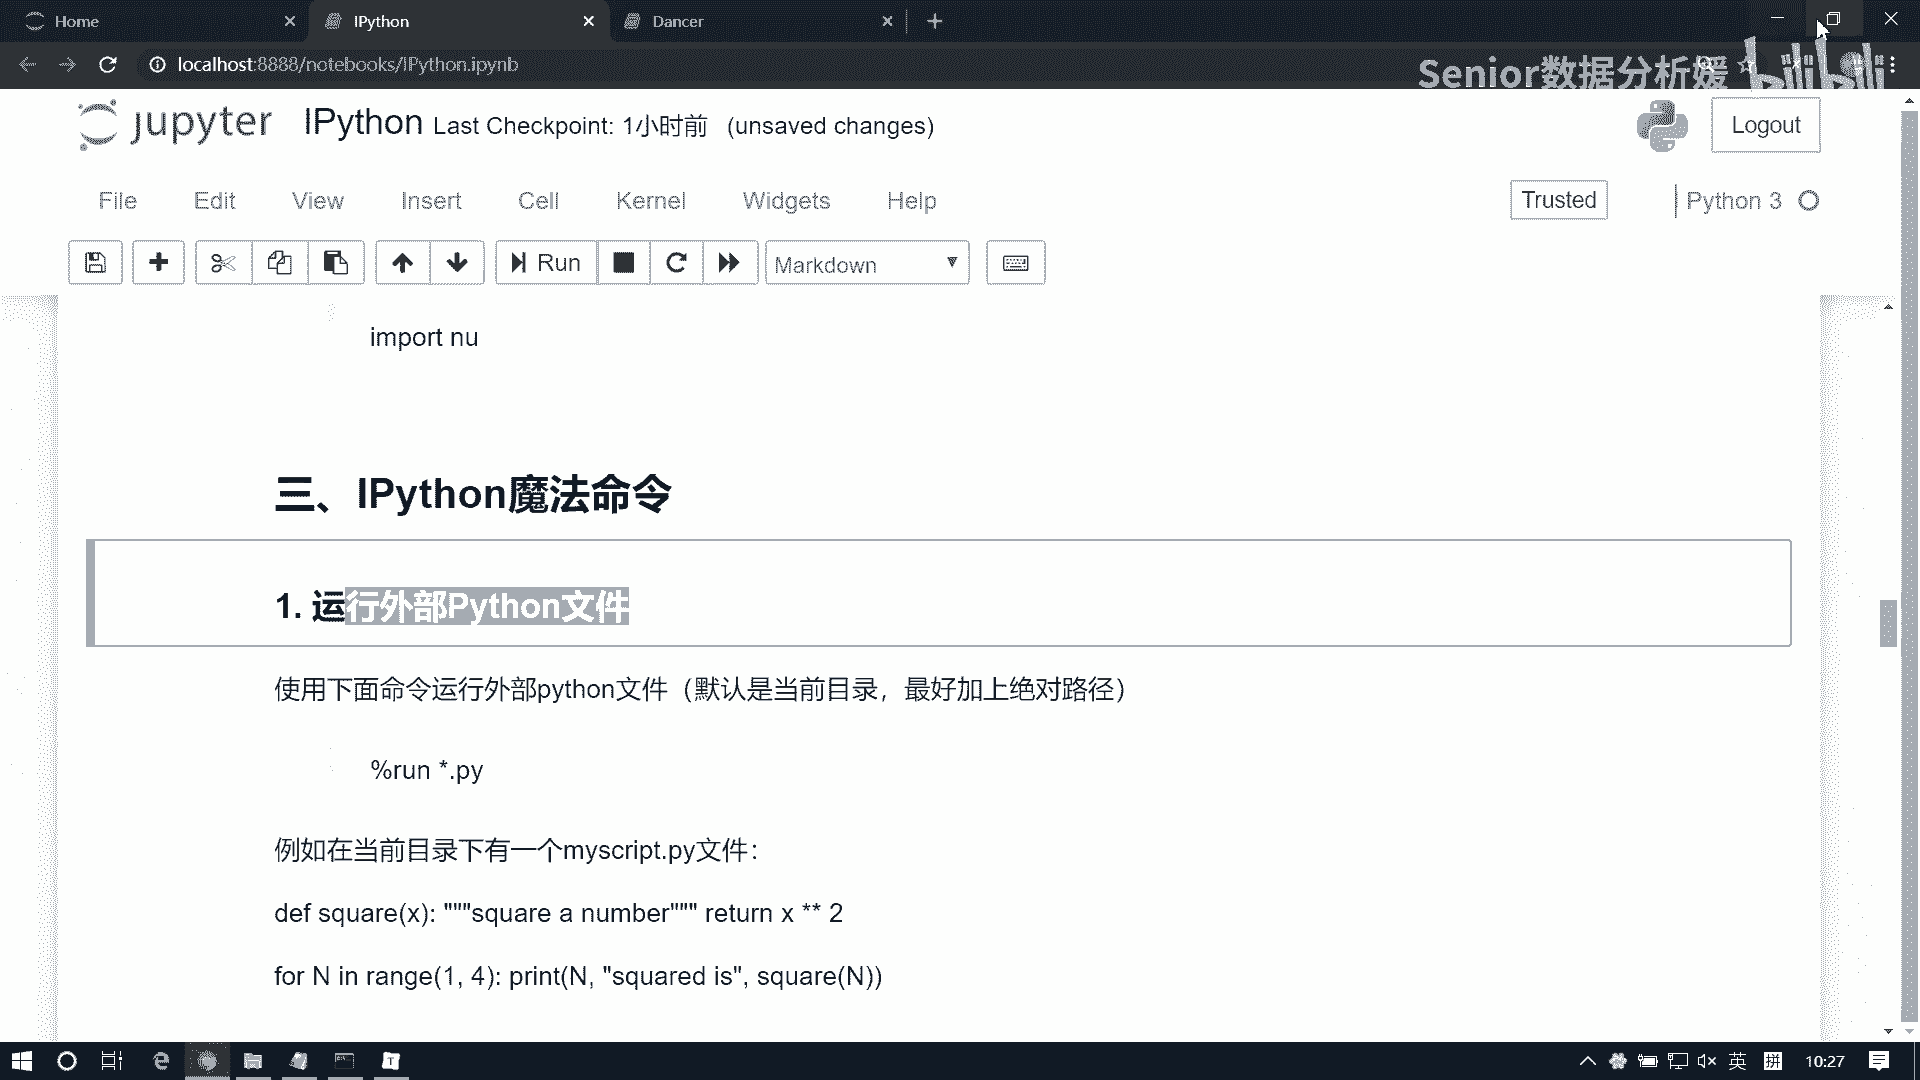 Home
IPython
Dancer
localhost:8888/notebooks/IPython.ipynb
Senior数据分析媛
bilibili
jupyter
IPython Last Checkpoint: 1小时前 (unsaved changes)
Logout
File Edit View Insert Cell Kernel Widgets Help
Trusted
Python 3
Run
Markdown
import nu
三、IPython魔法命令
1. 运行外部Python文件
使用下面命令运行外部python文件（默认是当前目录，最好加上绝对路径）
%run *.py
例如在当前目录下有一个myscript.py文件：
def square(x): """square a number""" return x ** 2
for N in range(1, 4): print(N, "squared is", square(N))
英
拼
10:27